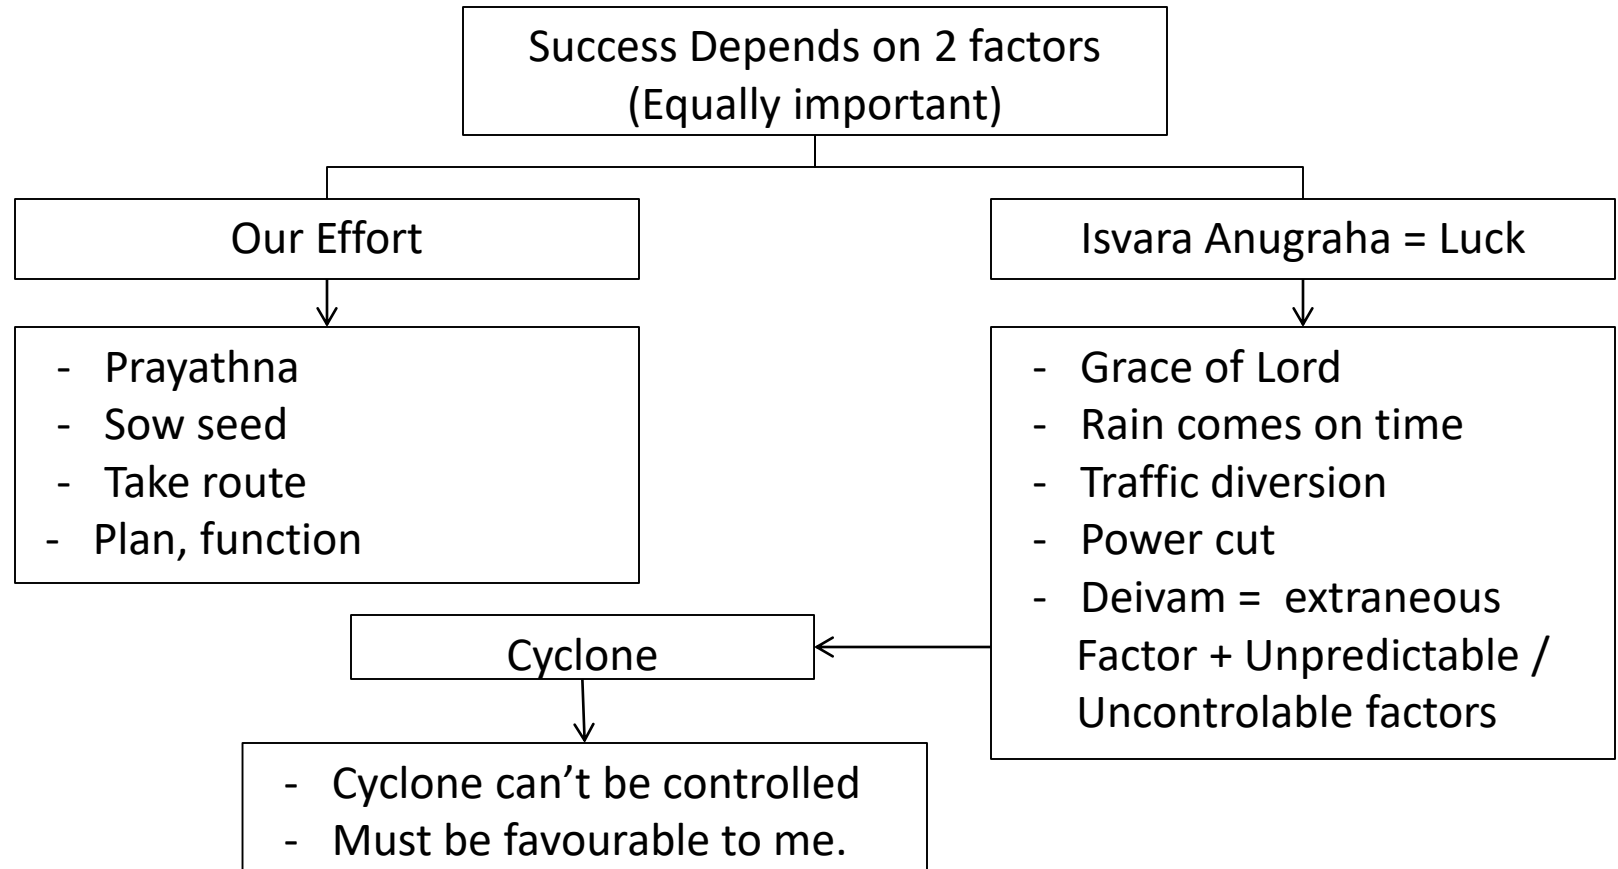 Success Depends on 2 factors
(Equally important)
Our Effort
Isvara Anugraha = Luck
- Prayathna
- Sow seed
- Take route
- Plan, function
- Grace of Lord
- Rain comes on time
- Traffic diversion
- Power cut
- Deivam = extraneous
Factor + Unpredictable /
Uncontrolable factors
Cyclone
- Cyclone can’t be controlled
- Must be favourable to me.